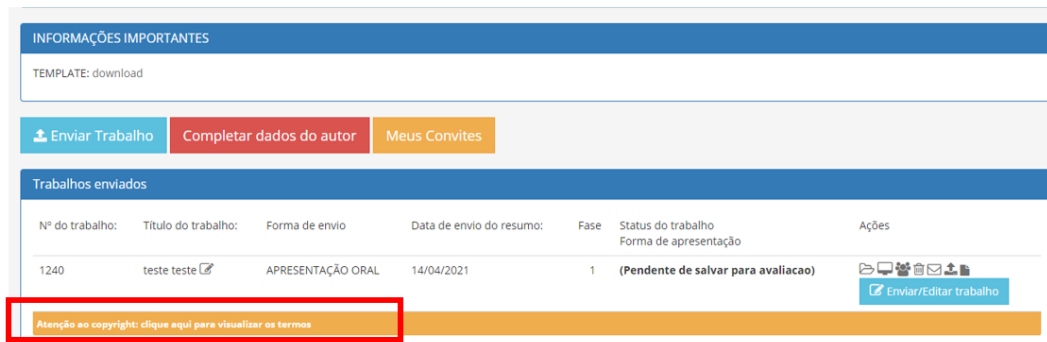 INFORMAÇÕES IMPORTANTES
TEMPLATE: download
Enviar Trabalho
Completar dados do autor
Meus Convites
Trabalhos enviados
Nº do trabalho: Título do trabalho: Forma de envio Data de envio do resumo: Fase Status do trabalho Ações
Forma de apresentação
1240 teste teste APRESENTAÇÃO ORAL 14/04/2021 1 (Pendente de salvar para avaliacao)
Enviar/Editar trabalho
Atenção ao copyright: clique aqui para visualizar os termos